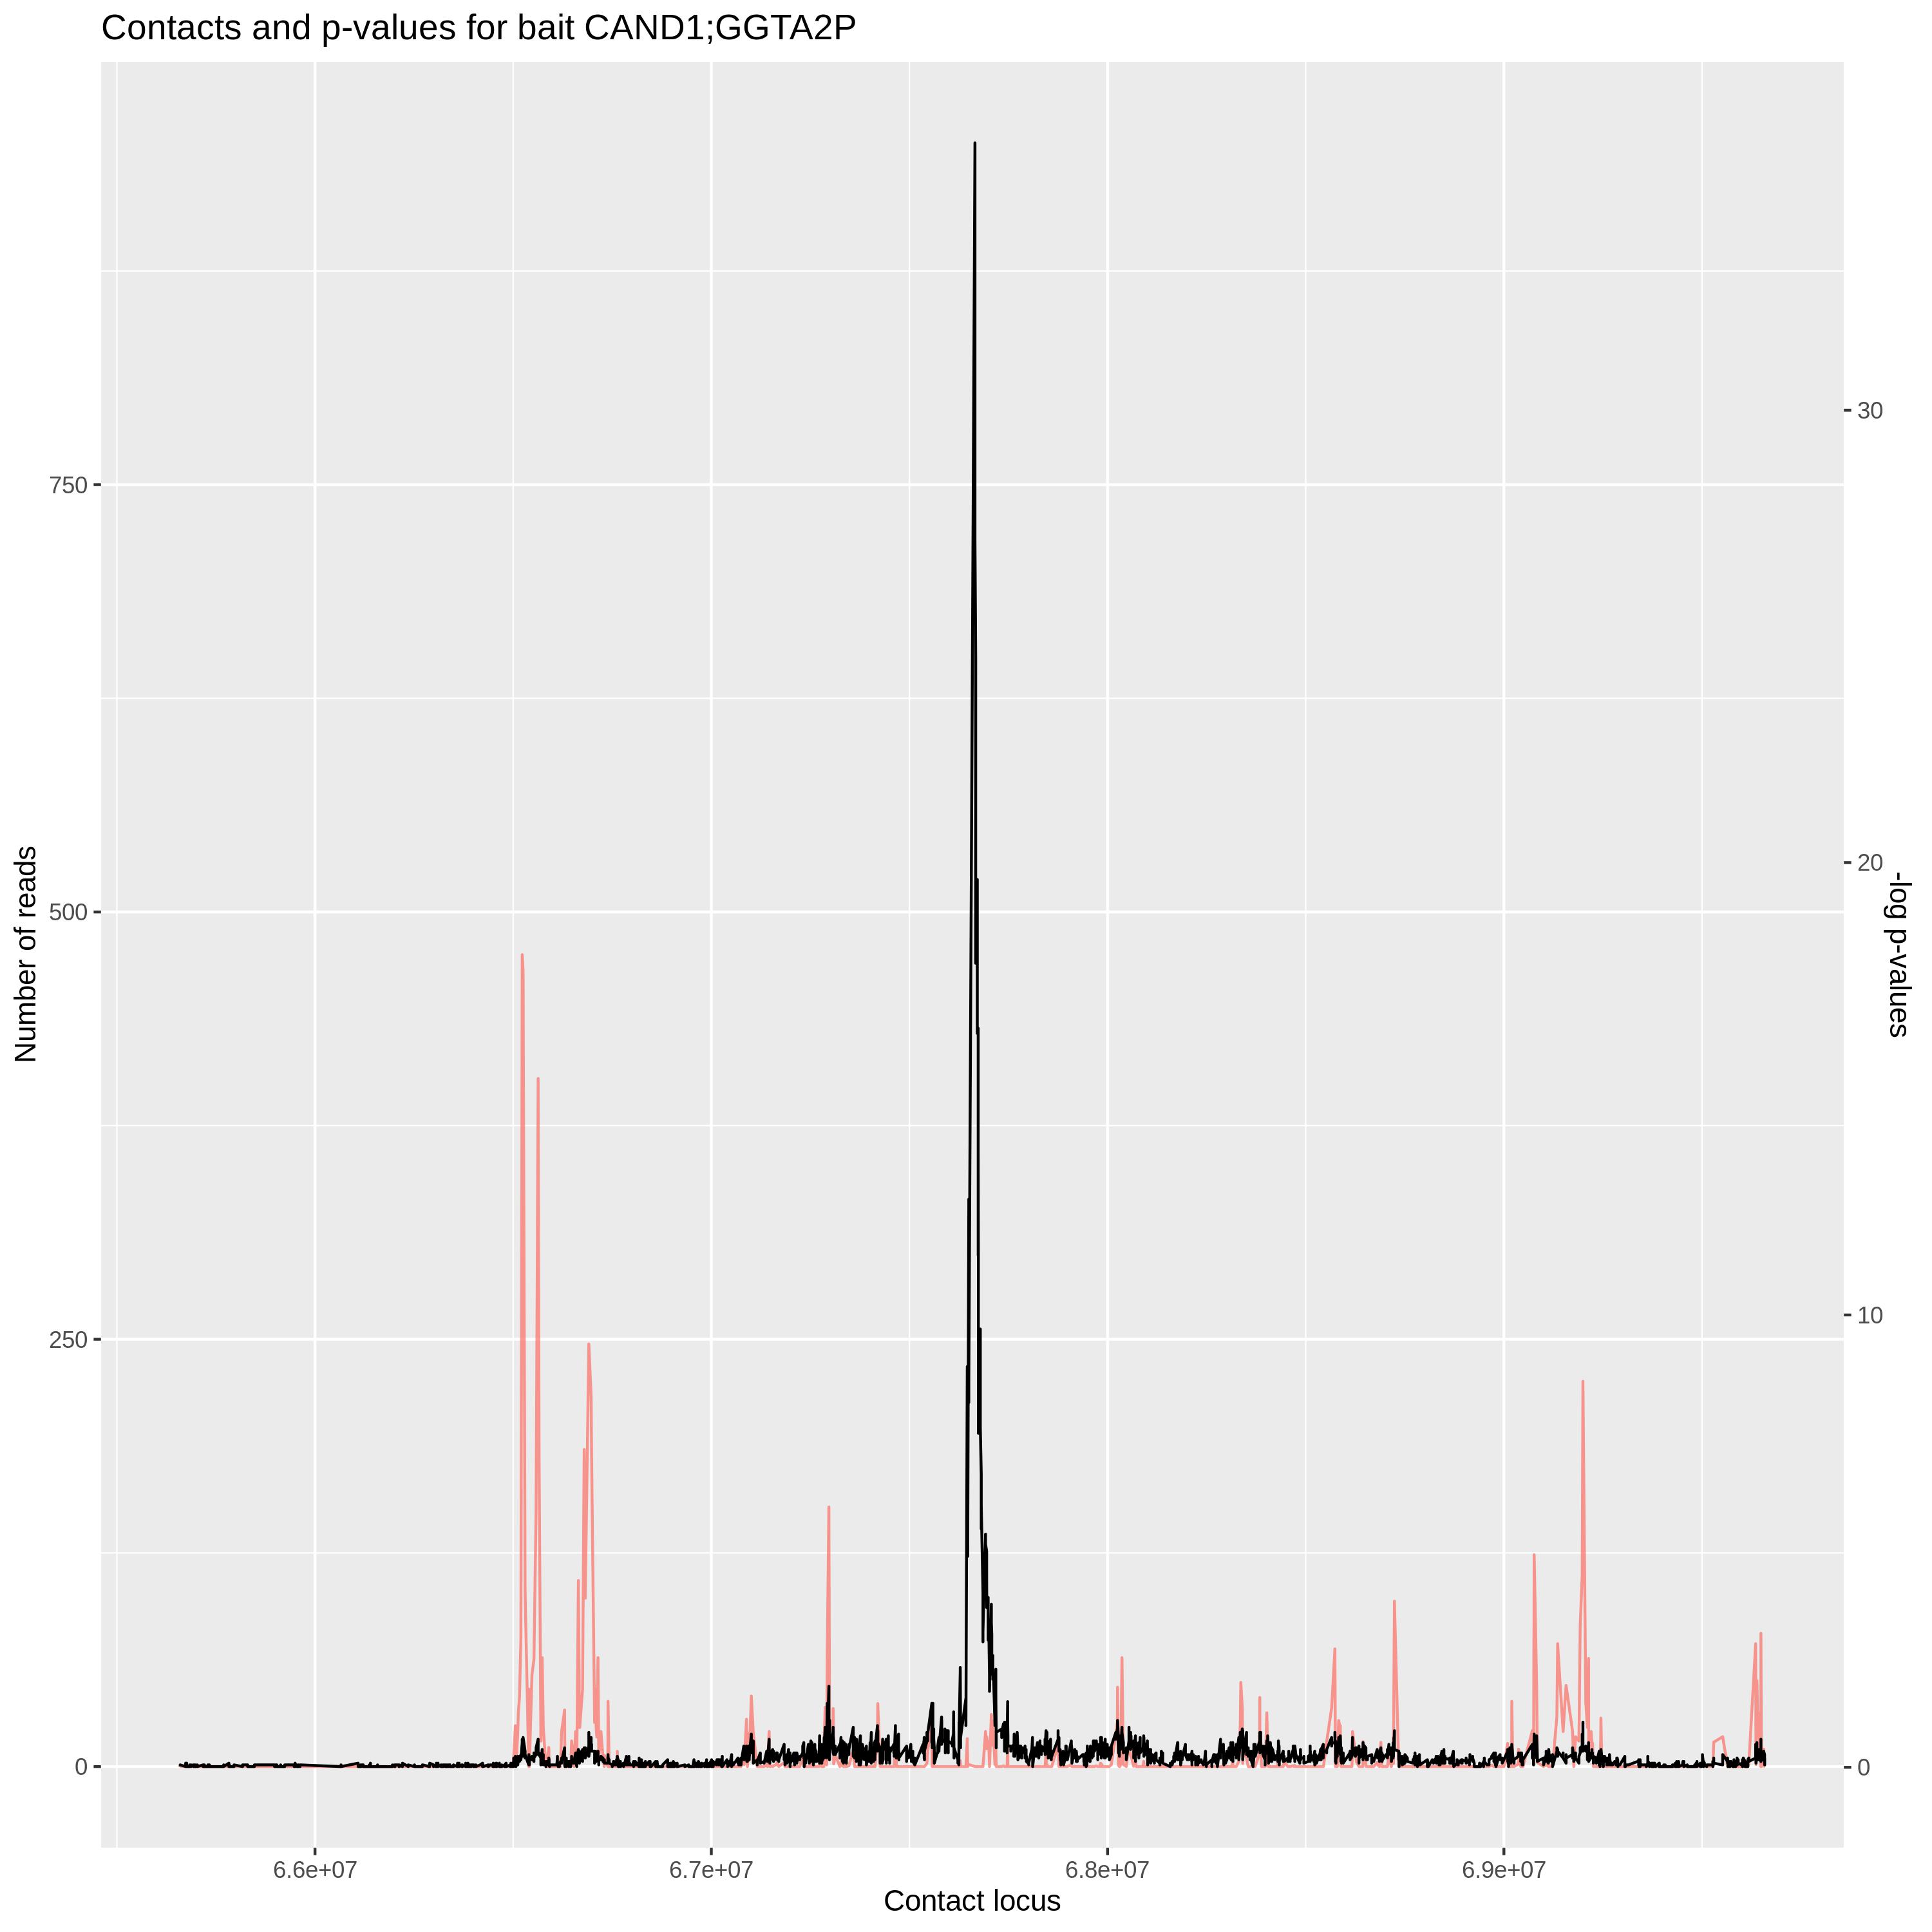 Contacts and p-values for bait CAND1;GGTA2P
Number of reads
750
500
250
0
30
20
10
0
-log p-values
6.6e+07
6.7e+07
6.8e+07
6.9e+07
Contact locus